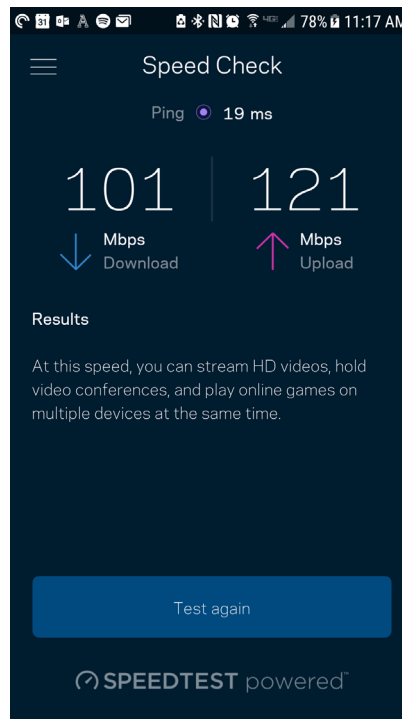 31 78% 11:17 AM
Speed Check
Ping 19 ms
101 121
Mbps Mbps
Download Upload
Results
At this speed, you can stream HD videos, hold
video conferences, and play online games on
multiple devices at the same time.
Test again
SPEEDTEST powered™